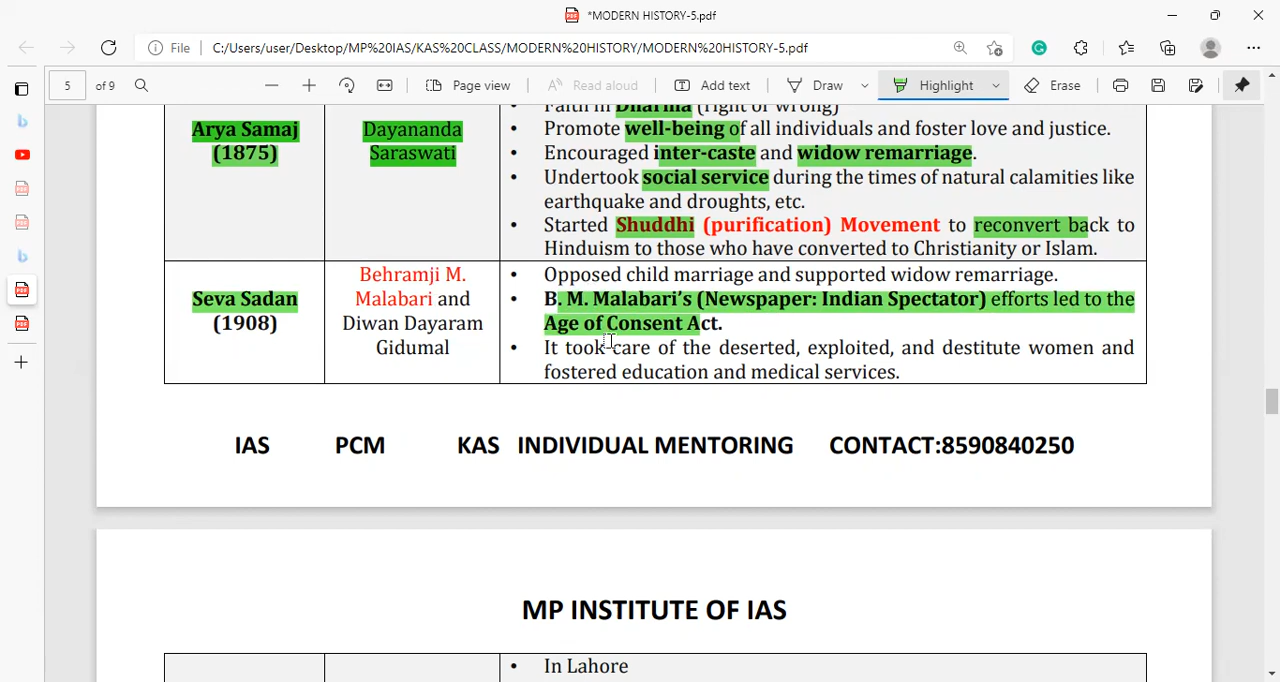 *MODERN HISTORY-5.pdf
File
C:/Users/user/Desktop/MP%20IAS/KAS%20CLASS/MODERN%20HISTORY/MODERN%20HISTORY-5.pdf
5 of 9
Page view
Read aloud
Add text
Draw
Highlight
Erase
Faith in Dharma (right or wrong)
Arya Samaj
(1875)
Dayananda
Saraswati
• Promote well-being of all individuals and foster love and justice.
• Encouraged inter-caste and widow remarriage.
• Undertook social service during the times of natural calamities like
earthquake and droughts, etc.
• Started Shuddhi (purification) Movement to reconvert back to
Hinduism to those who have converted to Christianity or Islam.
Seva Sadan
(1908)
Behramji M.
Malabari and
Diwan Dayaram
Gidumal
• Opposed child marriage and supported widow remarriage.
• B. M. Malabari's (Newspaper: Indian Spectator) efforts led to the
Age of Consent Act.
• It took care of the deserted, exploited, and destitute women and
fostered education and medical services.
IAS PCM KAS INDIVIDUAL MENTORING CONTACT:8590840250
MP INSTITUTE OF IAS
• In Lahore